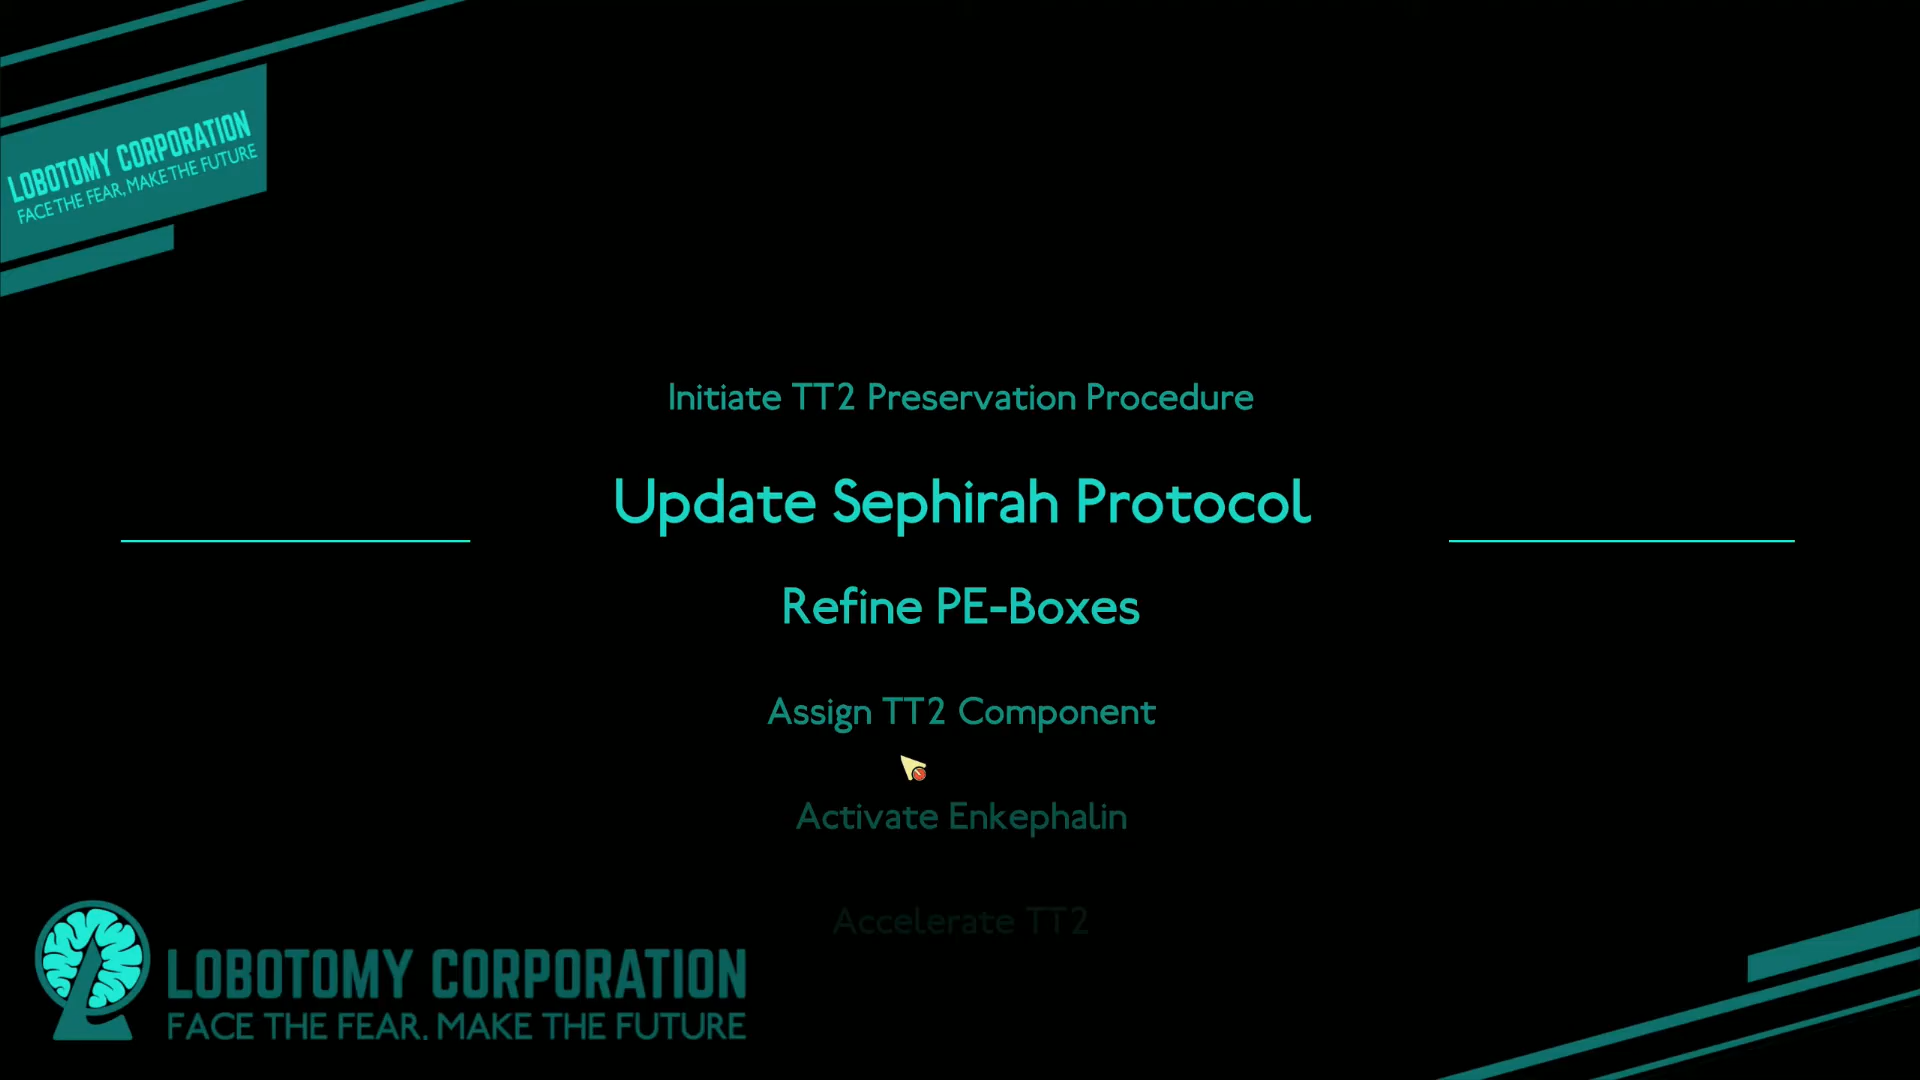 LOBOTOMY CORPORATION
FACE THE FEAR, MAKE THE FUTURE
Initiate TT2 Preservation Procedure
Update Sephirah Protocol
Refine PE-Boxes
Assign TT2 Component
Activate Enkephalin
Accelerate TT2
LOBOTOMY CORPORATION
FACE THE FEAR. MAKE THE FUTURE